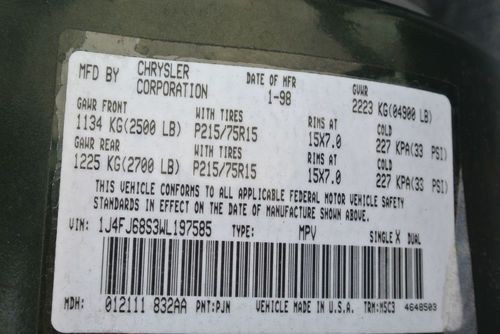 MFD BY CHRYSLER CORPORATION DATE OF MFR 1-98 GVWR 2223 KG(04900 LB)
GAWR FRONT WITH TIRES RIMS AT COLD
1134 KG(2500 LB) P215/75R15 15X7.0 227 KPA(33 PSI)
GAWR REAR WITH TIRES RIMS AT COLD
1225 KG(2700 LB) P215/75R15 15X7.0 227 KPA(33 PSI)
THIS VEHICLE CONFORMS TO ALL APPLICABLE FEDERAL MOTOR VEHICLE SAFETY
STANDARDS IN EFFECT ON THE DATE OF MANUFACTURE SHOWN ABOVE.
VIN: 1J4FJ68S3WL197585 TYPE: MPV SINGLE X DUAL
MDH: 012111 832AA PNT:PJN VEHICLE MADE IN U.S.A. TRM:M5C3 4648503